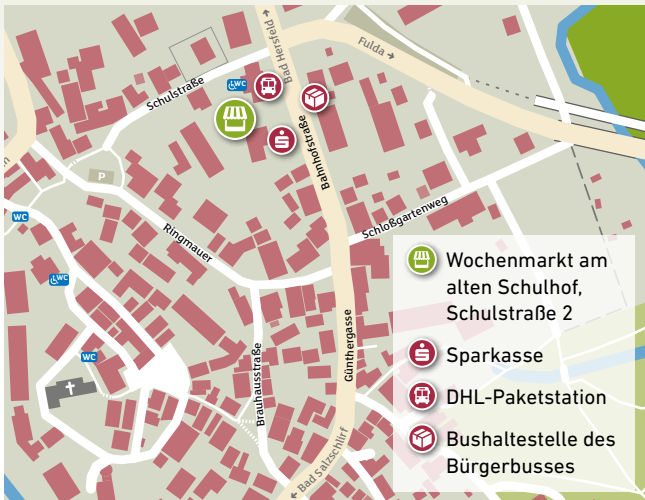 Bad Hersfeld
Fulda →
Schulstraße
WC
Bahnhofstraße
P
WC
Ringmauer
Schloßgartenweg
WC
WC
Brauhausstraße
Günthergasse
← Bad Salzschlirf
Wochenmarkt am
alten Schulhof,
Schulstraße 2
Sparkasse
DHL-Paketstation
Bushaltestelle des
Bürgerbusses